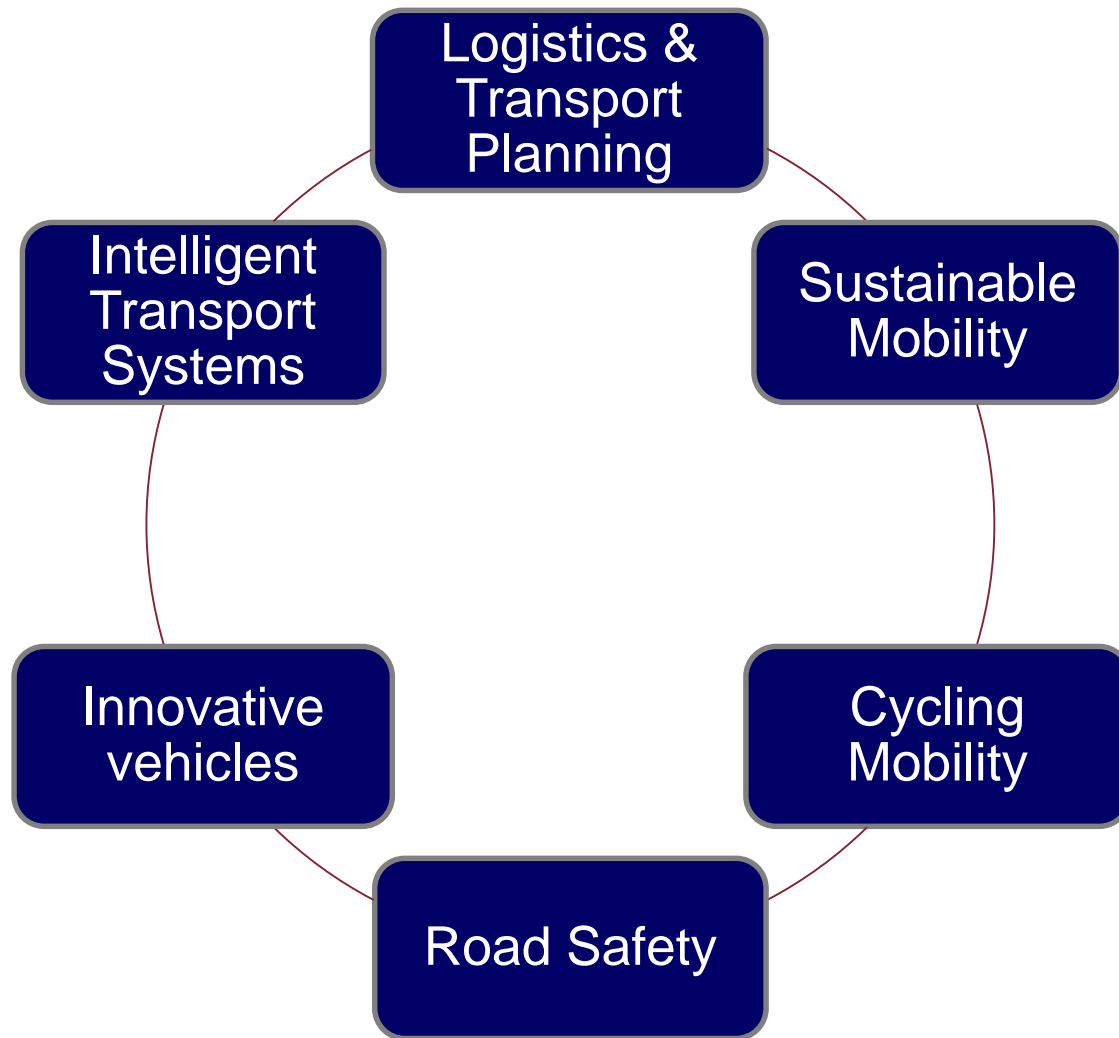 Logistics &
Transport
Planning
Sustainable
Mobility
Cycling
Mobility
Road Safety
Innovative
vehicles
Intelligent
Transport
Systems